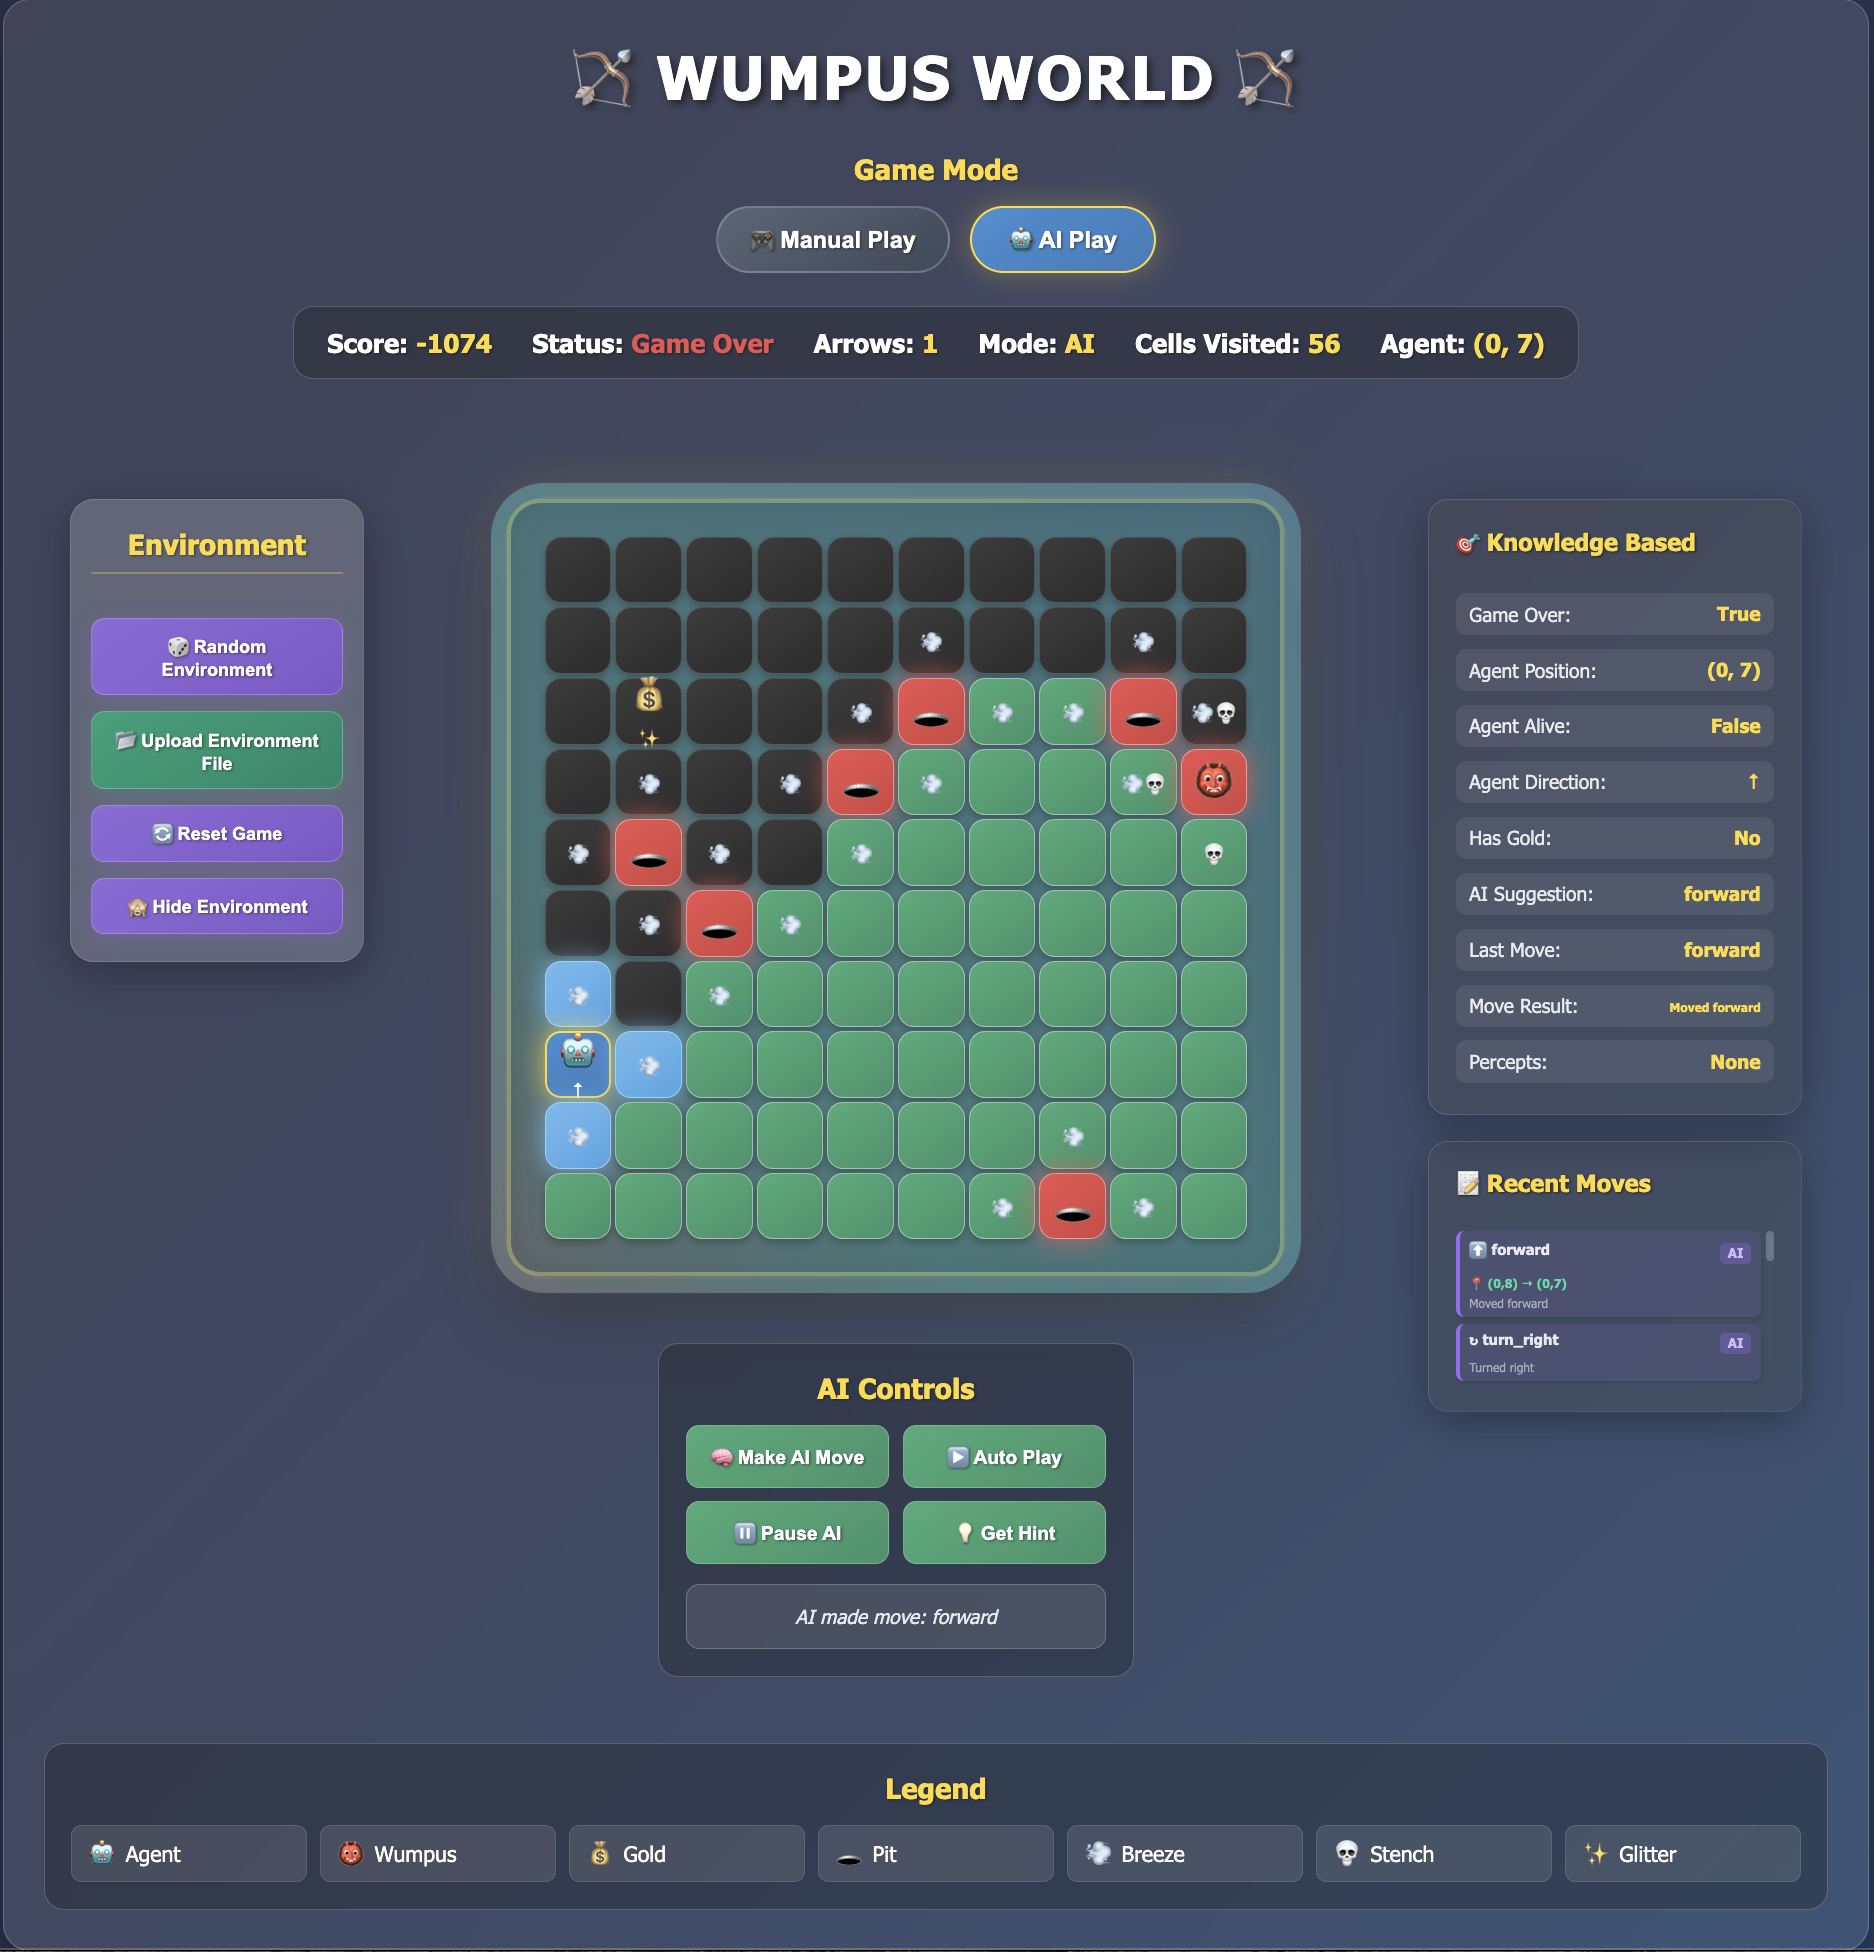 WUMPUS WORLD
Game Mode
Manual Play
AI Play
Score: -1074 Status: Game Over Arrows: 1 Mode: AI Cells Visited: 56 Agent: (0, 7)
Environment
Random
Environment
Upload Environment
File
Reset Game
Hide Environment
↑
Knowledge Based
Game Over: True
Agent Position: (0, 7)
Agent Alive: False
Agent Direction: ↑
Has Gold: No
AI Suggestion: forward
Last Move: forward
Move Result: Moved forward
Percepts: None
Recent Moves
forward AI
(0,8) → (0,7)
Moved forward
↻ turn_right AI
Turned right
AI Controls
Make AI Move
Auto Play
Pause AI
Get Hint
AI made move: forward
Legend
Agent
Wumpus
Gold
Pit
Breeze
Stench
Glitter